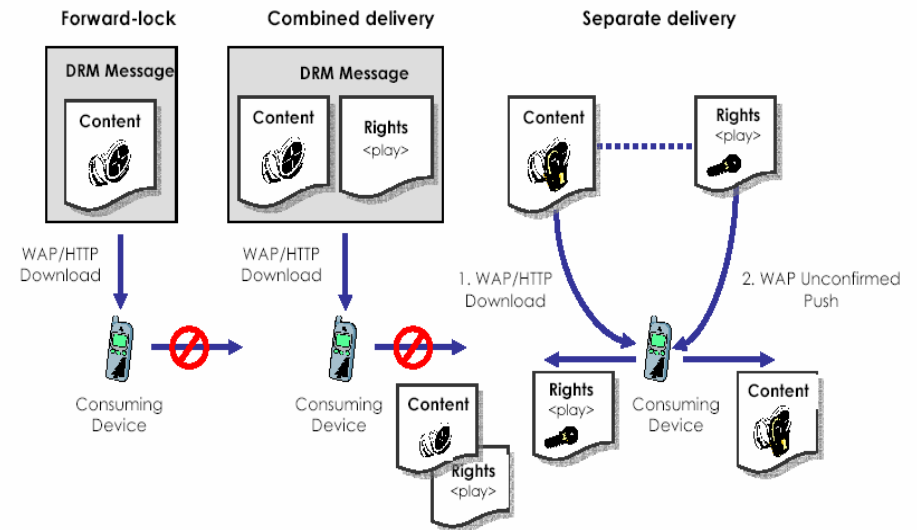 Forward-lock
DRM Message
Content
WAP/HTTP
Download
Consuming
Device
Combined delivery
DRM Message
Content
Rights
<play>
WAP/HTTP
Download
Consuming
Device
Content
Rights
<play>
Separate delivery
Content
Rights
<play>
1. WAP/HTTP
Download
2. WAP Unconfirmed
Push
Rights
<play>
Consuming
Device
Content